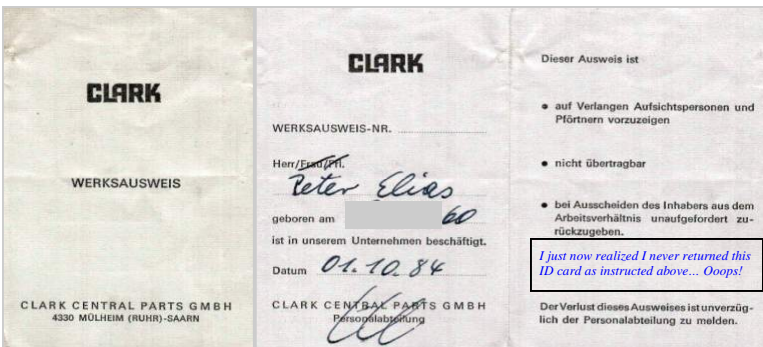 CLARK
WERKSAUSWEIS
CLARK CENTRAL PARTS GMBH
4330 MÜLHEIM (RUHR)-SAARN
CLARK
WERKSAUSWEIS-NR.
Herr/Frau/Frl.
Peter Elias
geboren am 60
ist in unserem Unternehmen beschäftigt.
Datum 01.10.84
CLARK CENTRAL PARTS GMBH
Personalabteilung
Dieser Ausweis ist
• auf Verlangen Aufsichtspersonen und
Pförtnern vorzuzeigen
• nicht übertragbar
• bei Ausscheiden des Inhabers aus dem
Arbeitsverhältnis unaufgefordert zu-
rückzugeben.
I just now realized I never returned this
ID card as instructed above... Ooops!
Der Verlust dieses Ausweises ist unverzüg-
lich der Personalabteilung zu melden.